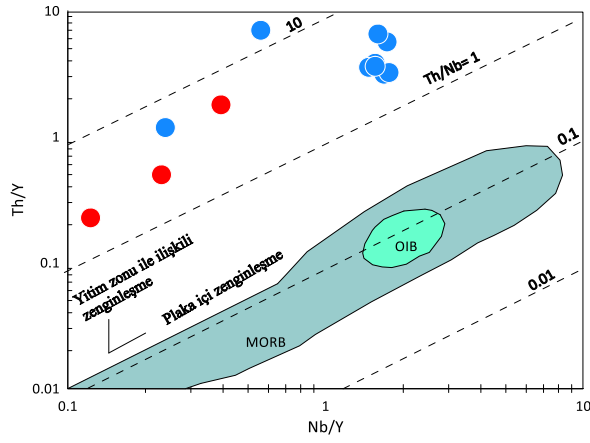 10
10
Th/Nb= 1
1
0.1
Th/Y
Yitim zonu ile ilişkili
zenginleşme
Plaka içi zenginleşme
OIB
0.1
0.01
MORB
0.01
0.1
1
10
Nb/Y